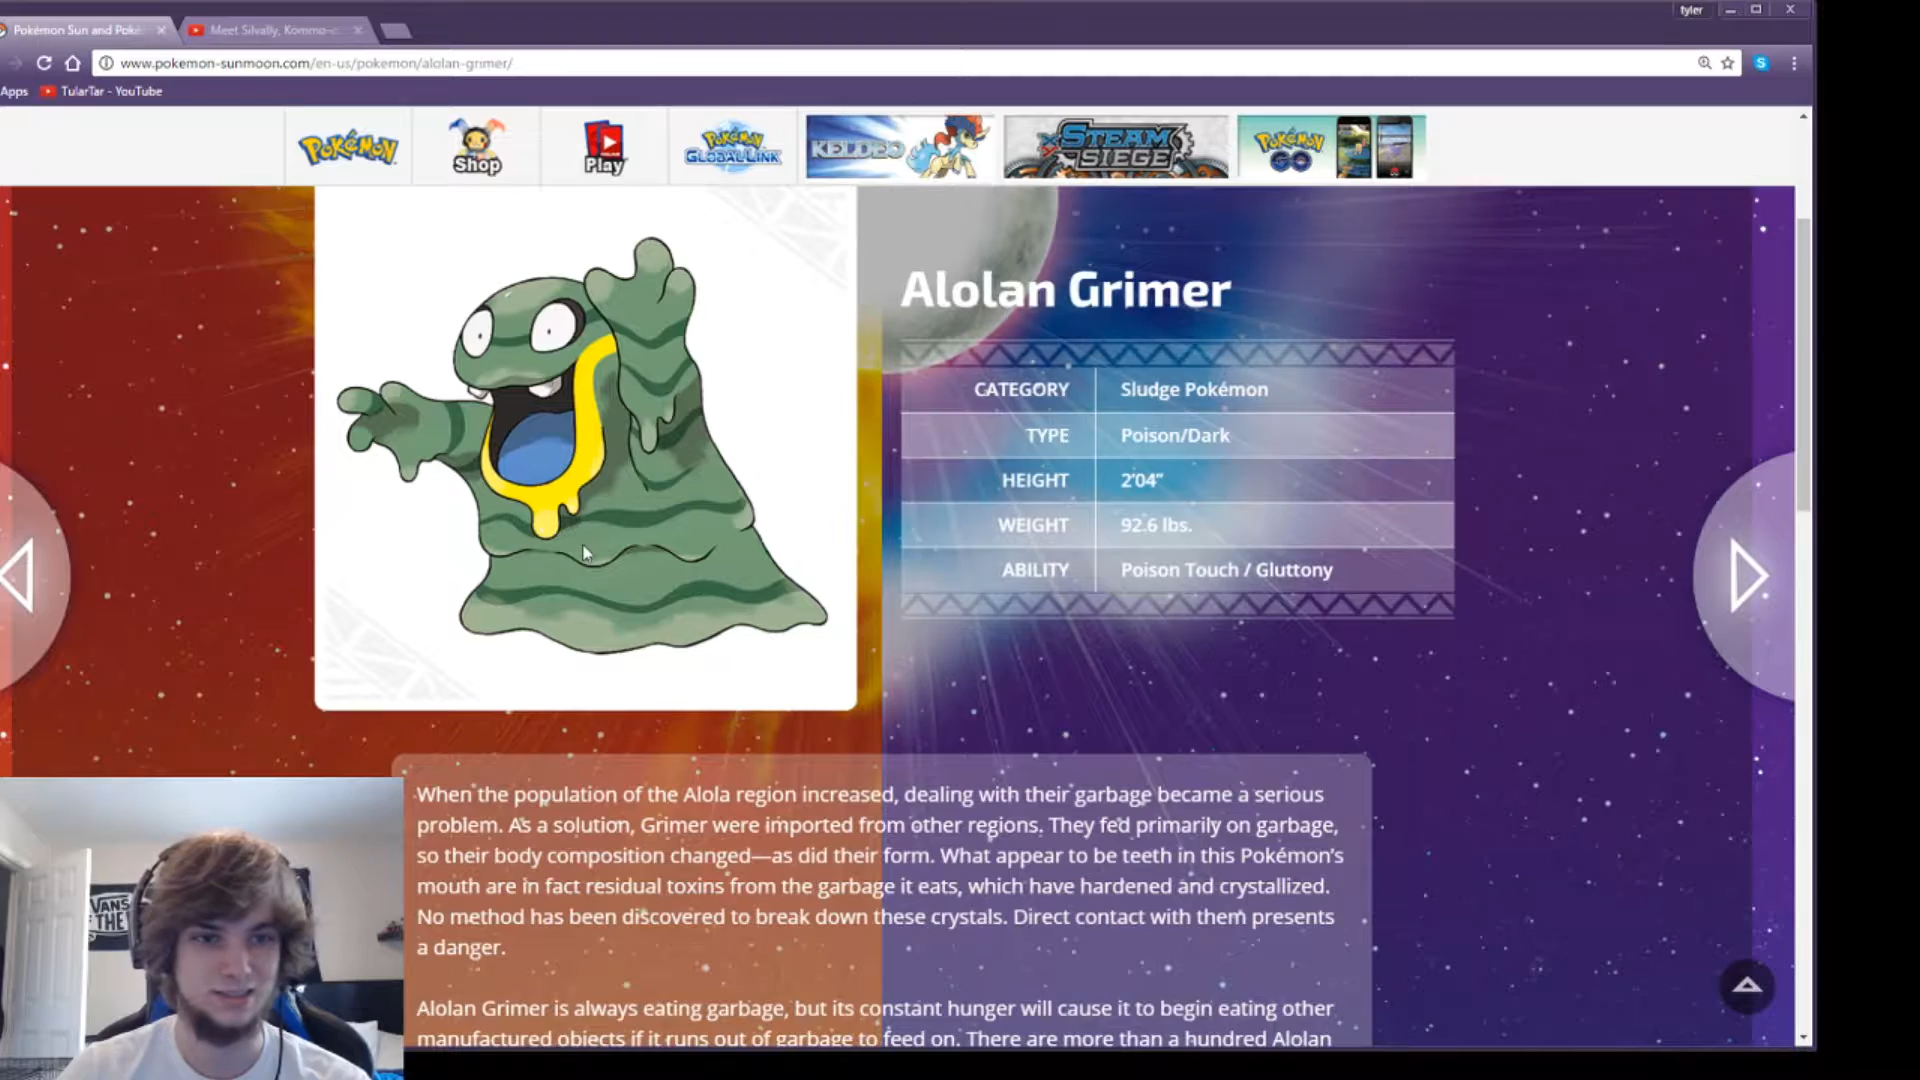 tyler
Pokémon Sun and Poké
Meet Silvally, Kommo-o
www.pokemon-sunmoon.com/en-us/pokemon/alolan-grimer/
Apps
TularTar - YouTube
POKéMON
Shop
Play
POKéMON GLOBAL LINK
KELDEO
STEAM SIEGE
POKéMON GO
Alolan Grimer
CATEGORY Sludge Pokémon
TYPE Poison/Dark
HEIGHT 2'04"
WEIGHT 92.6 lbs.
ABILITY Poison Touch / Gluttony
When the population of the Alola region increased, dealing with their garbage became a serious
problem. As a solution, Grimer were imported from other regions. They fed primarily on garbage,
so their body composition changed—as did their form. What appear to be teeth in this Pokémon's
mouth are in fact residual toxins from the garbage it eats, which have hardened and crystallized.
No method has been discovered to break down these crystals. Direct contact with them presents
a danger.
Alolan Grimer is always eating garbage, but its constant hunger will cause it to begin eating other
manufactured objects if it runs out of garbage to feed on. There are more than a hundred Alolan
VANS
THE